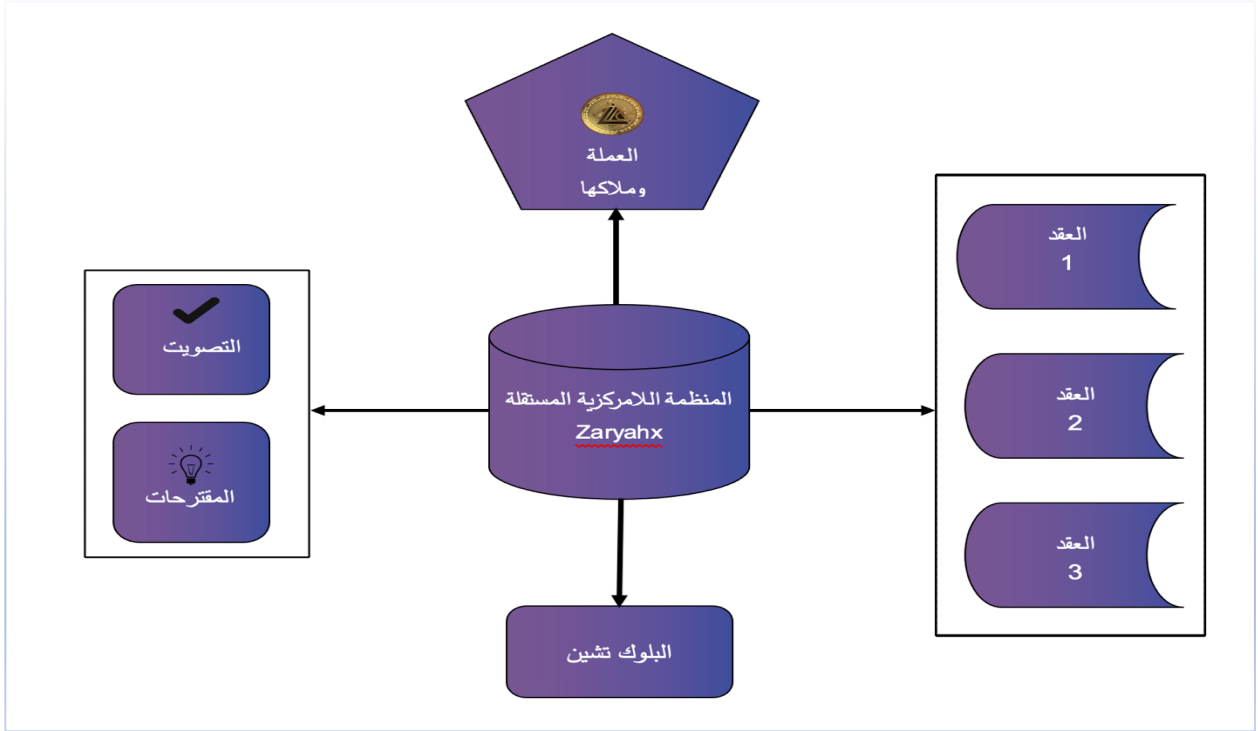 العملة
وملاكها
العقد
1
العقد
2
العقد
3
المنظمة اللامركزية المستقلة
Zaryahx
التصويت
المقترحات
البلوك تشين